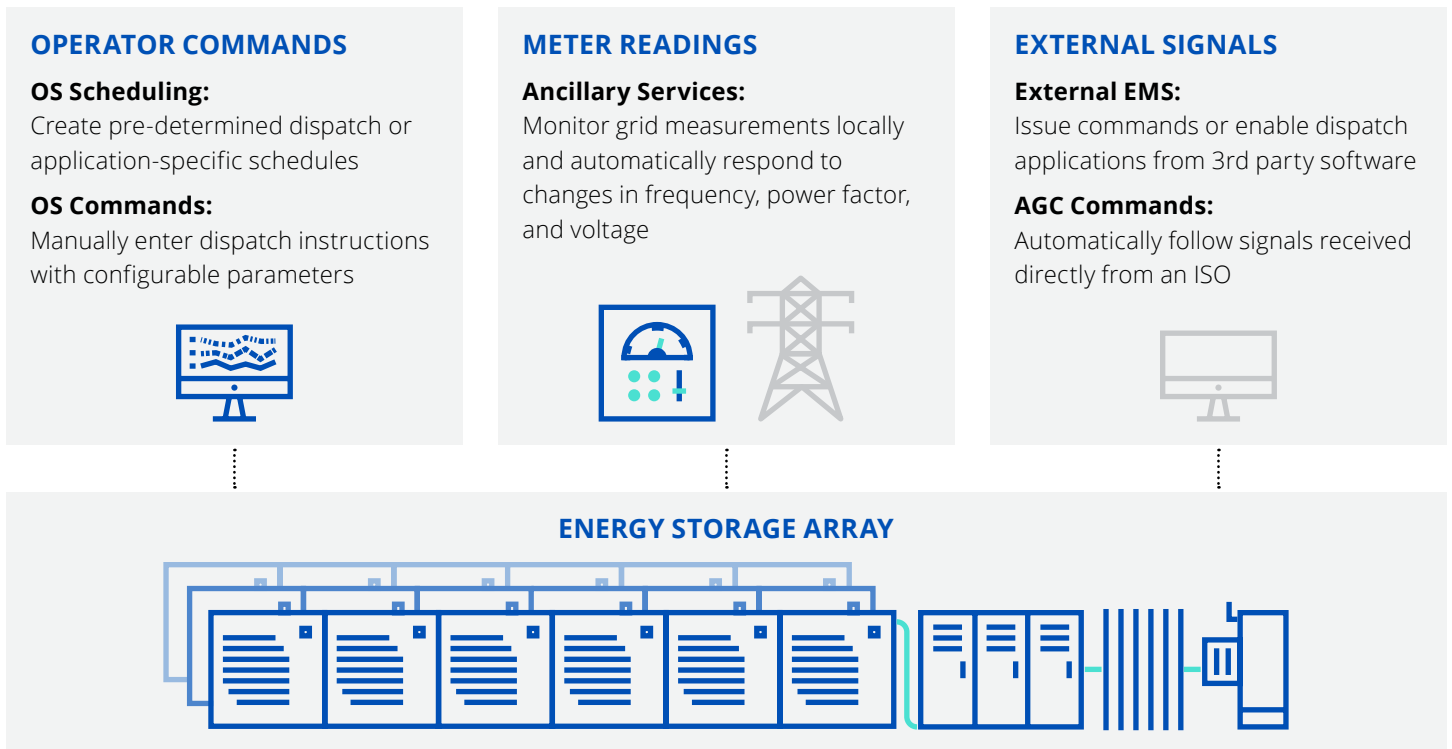 OPERATOR COMMANDS
OS Scheduling:
Create pre-determined dispatch or
application-specific schedules
OS Commands:
Manually enter dispatch instructions
with configurable parameters
METER READINGS
Ancillary Services:
Monitor grid measurements locally
and automatically respond to
changes in frequency, power factor,
and voltage
EXTERNAL SIGNALS
External EMS:
Issue commands or enable dispatch
applications from 3rd party software
AGC Commands:
Automatically follow signals received
directly from an ISO
ENERGY STORAGE ARRAY